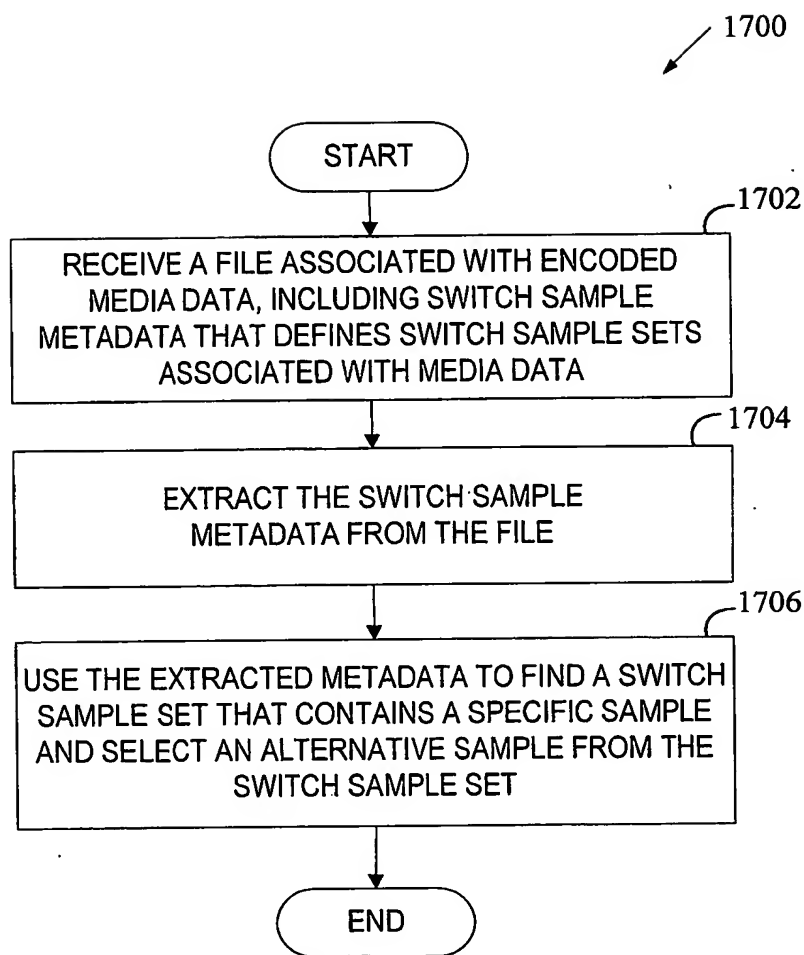 1700
START
1702
RECEIVE A FILE ASSOCIATED WITH ENCODED
MEDIA DATA, INCLUDING SWITCH SAMPLE
METADATA THAT DEFINES SWITCH SAMPLE SETS
ASSOCIATED WITH MEDIA DATA
1704
EXTRACT THE SWITCH SAMPLE
METADATA FROM THE FILE
1706
USE THE EXTRACTED METADATA TO FIND A SWITCH
SAMPLE SET THAT CONTAINS A SPECIFIC SAMPLE
AND SELECT AN ALTERNATIVE SAMPLE FROM THE
SWITCH SAMPLE SET
END